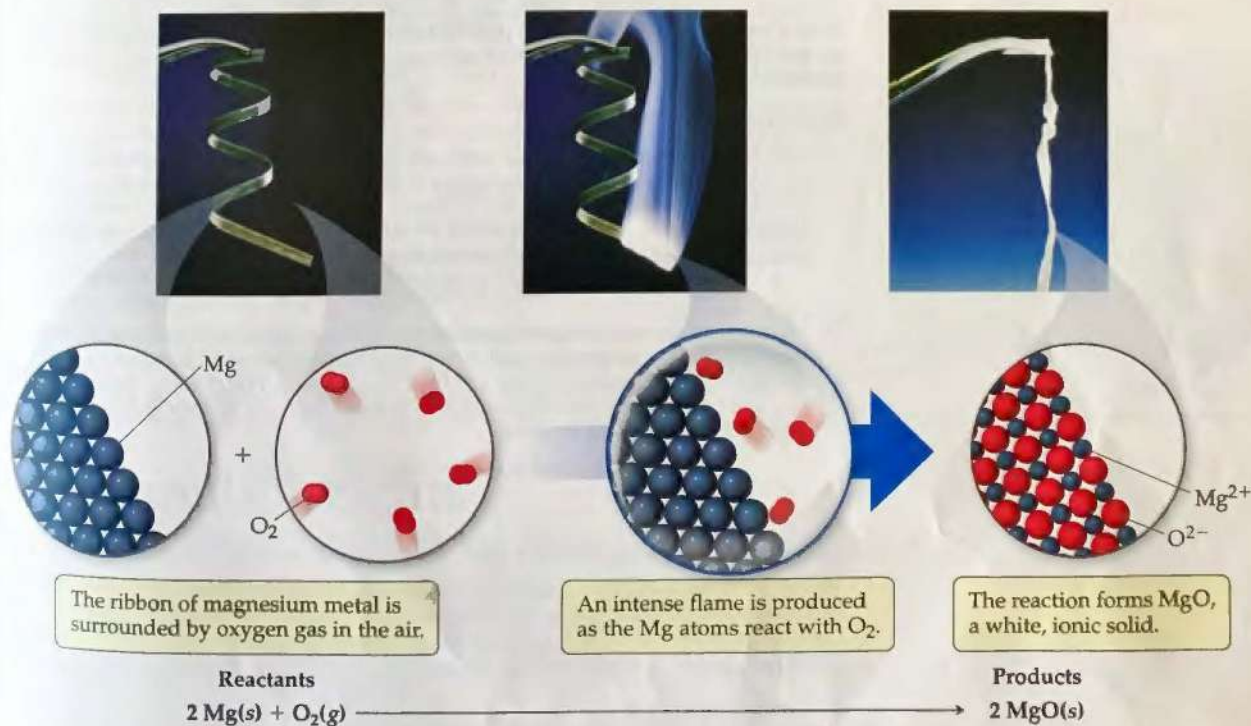 Mg
+
O₂
Mg²⁺
O²⁻
The ribbon of magnesium metal is
surrounded by oxygen gas in the air.
An intense flame is produced
as the Mg atoms react with O₂.
The reaction forms MgO,
a white, ionic solid.
Reactants
Products
2 Mg(s) + O₂(g) ⟶ 2 MgO(s)